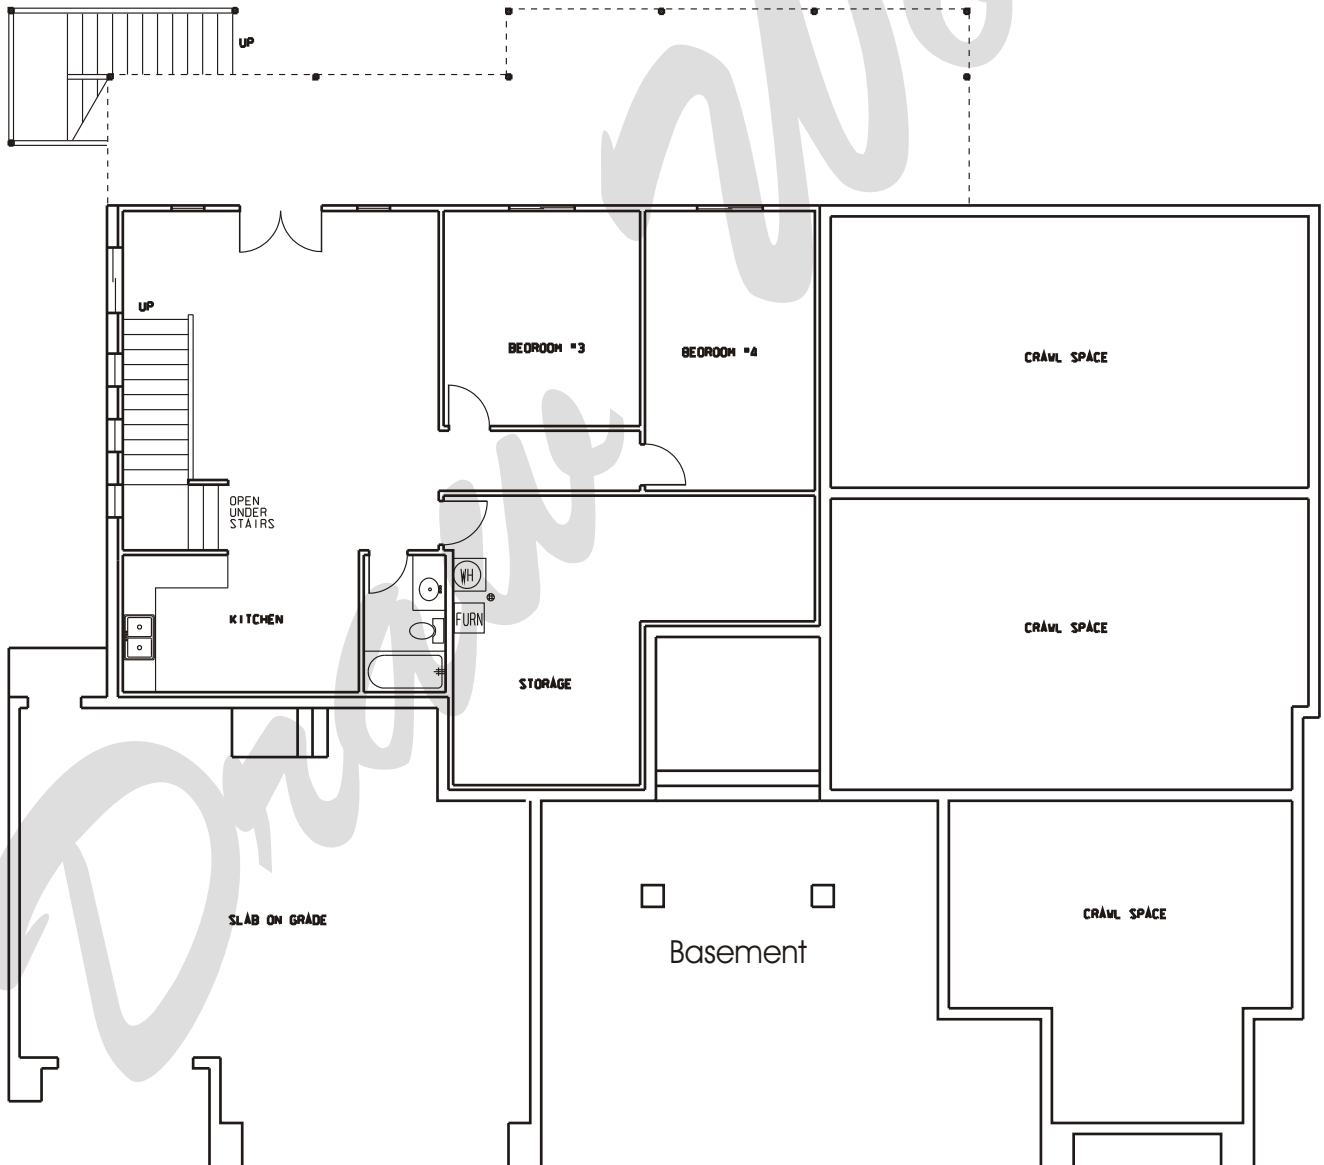 UP
UP
BEDROOM #3
BEDROOM #4
CRAWL SPACE
OPEN
UNDER
STAIRS
WH
FURN
KITCHEN
CRAWL SPACE
STORAGE
SLAB ON GRADE
CRAWL SPACE
Basement
Draw